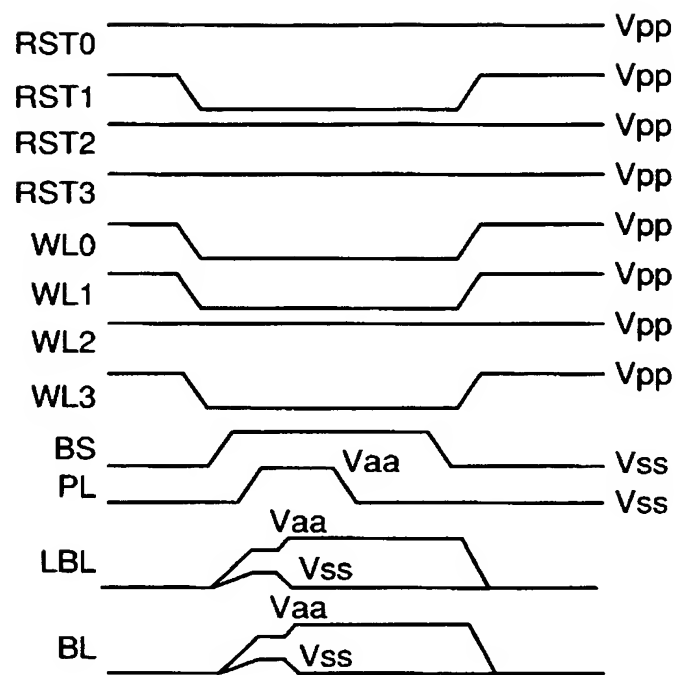 RST0 Vpp
RST1 Vpp
RST2 Vpp
RST3 Vpp
WL0 Vpp
WL1 Vpp
WL2 Vpp
WL3 Vpp
BS Vss
Vaa
PL Vss
Vaa
LBL Vss
Vaa
BL Vss